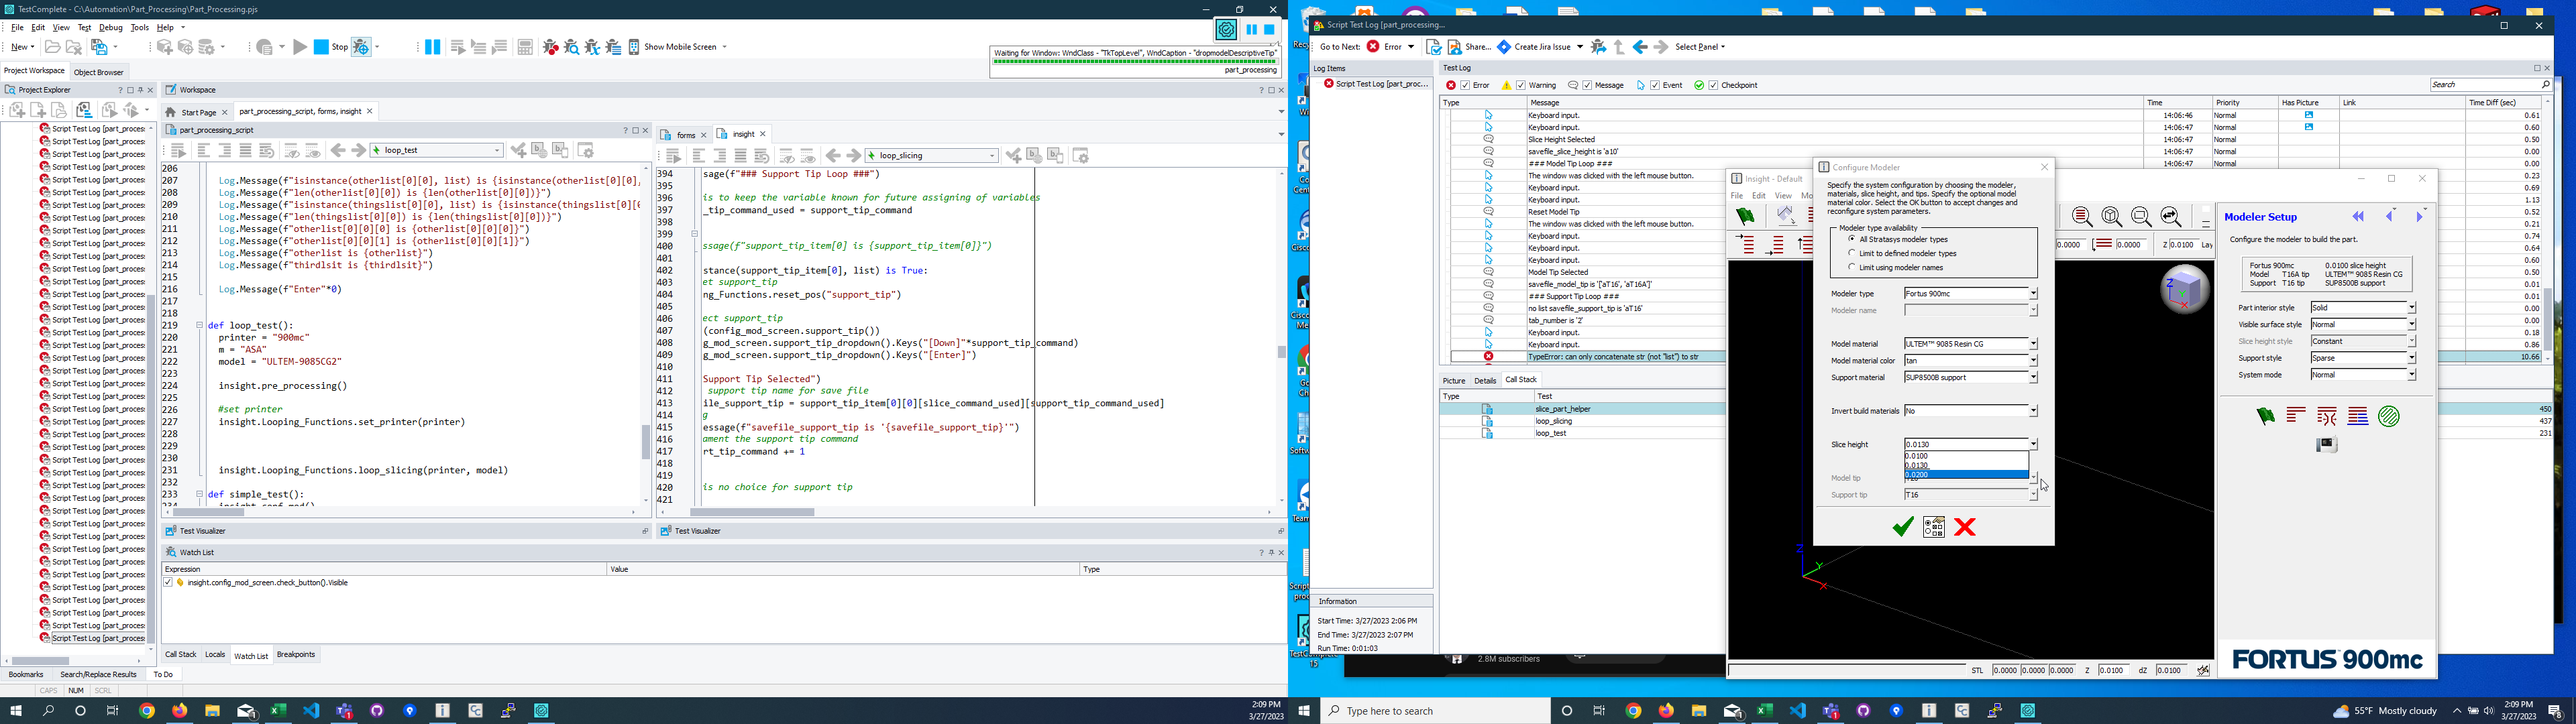 TestComplete - C:\Automation\Part_Processing\Part_Processing.pjs
File Edit View Test Debug Tools Help
New Stop Show Mobile Screen
Waiting for Window: WndClass - "TkTopLevel", WndCaption - "dropmodelDescriptiveTip"
part_processing
Project Workspace Object Browser
Project Explorer
Workspace
Start Page part_processing_script, forms, insight
part_processing_script
loop_test
forms insight
loop_slicing
Script Test Log [part_proces
206
207 Log.Message(f"isinstance(otherlist[0][0], list) is {isinstance(otherlist[0][0],
208 Log.Message(f"len(otherlist[0][0]) is {len(otherlist[0][0])}")
209 Log.Message(f"isinstance(thingslist[0][0], list) is {isinstance(thingslist[0][0
210 Log.Message(f"len(thingslist[0][0]) is {len(thingslist[0][0])}")
211 Log.Message(f"otherlist[0][0][0] is {otherlist[0][0][0]}")
212 Log.Message(f"otherlist[0][0][1] is {otherlist[0][0][1]}")
213 Log.Message(f"otherlist is {otherlist}")
214 Log.Message(f"thirdlsit is {thirdlsit}")
215
216 Log.Message(f"Enter"*0)
217
218
219 def loop_test():
220 printer = "900mc"
221 m = "ASA"
222 model = "ULTEM-9085CG2"
223
224 insight.pre_processing()
225
226 #set printer
227 insight.Looping_Functions.set_printer(printer)
228
229
230
231 insight.Looping_Functions.loop_slicing(printer, model)
232
233 def simple_test():
394 sage(f"### Support Tip Loop ###")
395
396 is to keep the variable known for future assigning of variables
397 _tip_command_used = support_tip_command
398
399
400 ssage(f"support_tip_item[0] is {support_tip_item[0]}")
401
402 stance(support_tip_item[0], list) is True:
403 et support_tip
404 ng_Functions.reset_pos("support_tip")
405
406 ect support_tip
407 (config_mod_screen.support_tip())
408 g_mod_screen.support_tip_dropdown().Keys("[Down]"*support_tip_command)
409 g_mod_screen.support_tip_dropdown().Keys("[Enter]")
410
411 Support Tip Selected")
412 support tip name for save file
413 ile_support_tip = support_tip_item[0][0][slice_command_used][support_tip_command_used]
414 g
415 essage(f"savefile_support_tip is '{savefile_support_tip}'")
416 ament the support tip command
417 rt_tip_command += 1
418
419
420 is no choice for support tip
421
Test Visualizer
Test Visualizer
Watch List
Expression Value Type
insight.config_mod_screen.check_button().Visible
Call Stack Locals Watch List Breakpoints
Bookmarks Search/Replace Results To Do
CAPS NUM SCRL
2:09 PM
3/27/2023
Script Test Log [part_processing...
Go to Next: Error Share... Create Jira Issue Select Panel
Log Items
Script Test Log [part_proc...
Test Log
Error Warning Message Event Checkpoint
Search
Type Message Time Priority Has Picture Link Time Diff (sec)
Keyboard input. 14:06:46 Normal 0.61
Keyboard input. 14:06:47 Normal 0.60
Slice Height Selected 14:06:47 Normal 0.50
savefile_slice_height is 'a10' 14:06:47 Normal 0.00
### Model Tip Loop ### 14:06:47 Normal 0.00
The window was clicked with the left mouse button. 0.23
Keyboard input. 0.69
Keyboard input. 1.13
Reset Model Tip 0.52
The window was clicked with the left mouse button. 0.21
Keyboard input. 0.74
Keyboard input. 0.64
Keyboard input. 0.60
Model Tip Selected 0.50
savefile_model_tip is '['aT16', 'aT16A']' 0.01
### Support Tip Loop ### 0.01
no list savefile_support_tip is 'aT16' 0.00
tab_number is '2' 0.00
Keyboard input. 0.18
Keyboard input. 0.86
TypeError: can only concatenate str (not "list") to str 10.66
Picture Details Call Stack
Type Test
slice_part_helper 450
loop_slicing 437
loop_test 231
Information
Start Time: 3/27/2023 2:06 PM
End Time: 3/27/2023 2:07 PM
Run Time: 0:01:03
2.8M subscribers
Insight - Default
File Edit View Mo
Configure Modeler
Specify the system configuration by choosing the modeler,
materials, slice height, and tips. Specify the optional model
material color. Select the OK button to accept changes and
reconfigure system parameters.
Modeler type availability
All Stratasys modeler types
Limit to defined modeler types
Limit using modeler names
Modeler type Fortus 900mc
Modeler name
Model material ULTEM™ 9085 Resin CG
Model material color tan
Support material SUP8500B support
Invert build materials No
Slice height 0.0130
0.0100
0.0130
0.0200
Model tip
Support tip T16
0.0000 0.0000 Z 0.0100 Lay
Modeler Setup
Configure the modeler to build the part.
Fortus 900mc 0.0100 slice height
Model T16A tip ULTEM™ 9085 Resin CG
Support T16 tip SUP8500B support
Part interior style Solid
Visible surface style Normal
Slice height style Constant
Support style Sparse
System mode Normal
FORTUS 900mc
STL 0.0000 0.0000 0.0000 Z 0.0100 dZ 0.0100
Type here to search
55°F Mostly cloudy
2:09 PM
3/27/2023